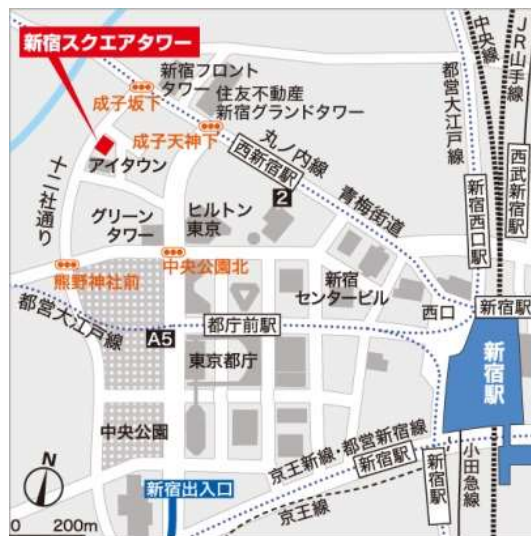 新宿スクエアタワー
成子坂下
新宿フロント
タワー
住友不動産
新宿グランドタワー
成子天神下
丸ノ内線
西新宿駅
青梅街道
都営大江戸線
中央線
JR山手線
西武新宿駅
新宿西口駅
十二社通り
アイタウン
グリーン
タワー
ヒルトン
東京
2
中央公園北
熊野神社前
新宿
センタービル
西口
新宿駅
都営大江戸線
都庁前駅
A5
東京都庁
新宿駅
中央公園
京王新線・都営新宿線
新宿駅
新宿駅
小田急線
京王線
新宿出入口
N
0 200m